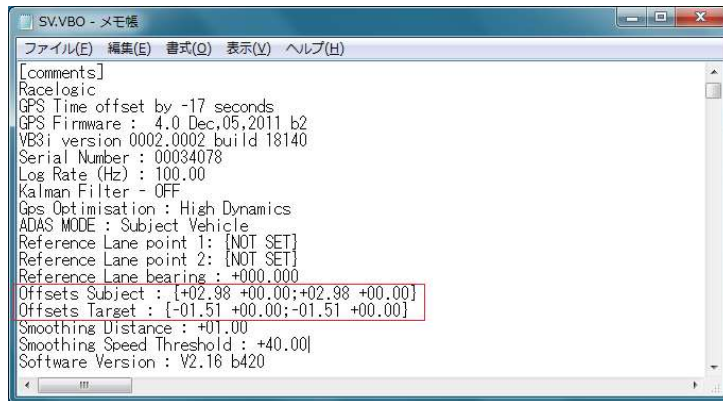 SV.VBO - メモ帳
ファイル(F) 編集(E) 書式(O) 表示(V) ヘルプ(H)
[comments]
Racelogic
GPS Time offset by -17 seconds
GPS Firmware :  4.0 Dec,05,2011 b2
VB3i version 0002.0002 build 18140
Serial Number : 00034078
Log Rate (Hz) : 100.00
Kalman Filter - OFF
Gps Optimisation : High Dynamics
ADAS MODE : Subject Vehicle
Reference Lane point 1: {NOT SET}
Reference Lane point 2: {NOT SET}
Reference Lane bearing : +000.000
Offsets Subject : {+02.98 +00.00;+02.98 +00.00}
Offsets Target : {-01.51 +00.00;-01.51 +00.00}
Smoothing Distance : +01.00
Smoothing Speed Threshold : +40.00
Software Version : V2.16 b420